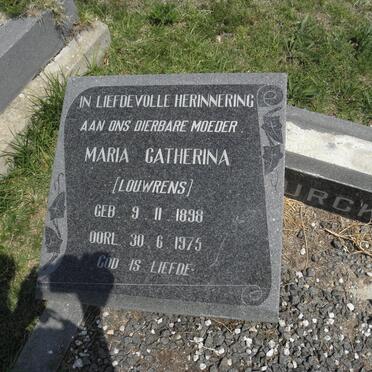 IN LIEFDEVOLLE HERINNERING
AAN ONS DIERBARE MOEDER
MARIA CATHERINA
[LOUWRENS]
GEB. 9. 11. 1898
OORL. 30. 6. 1975
GOD IS LIEFDE.